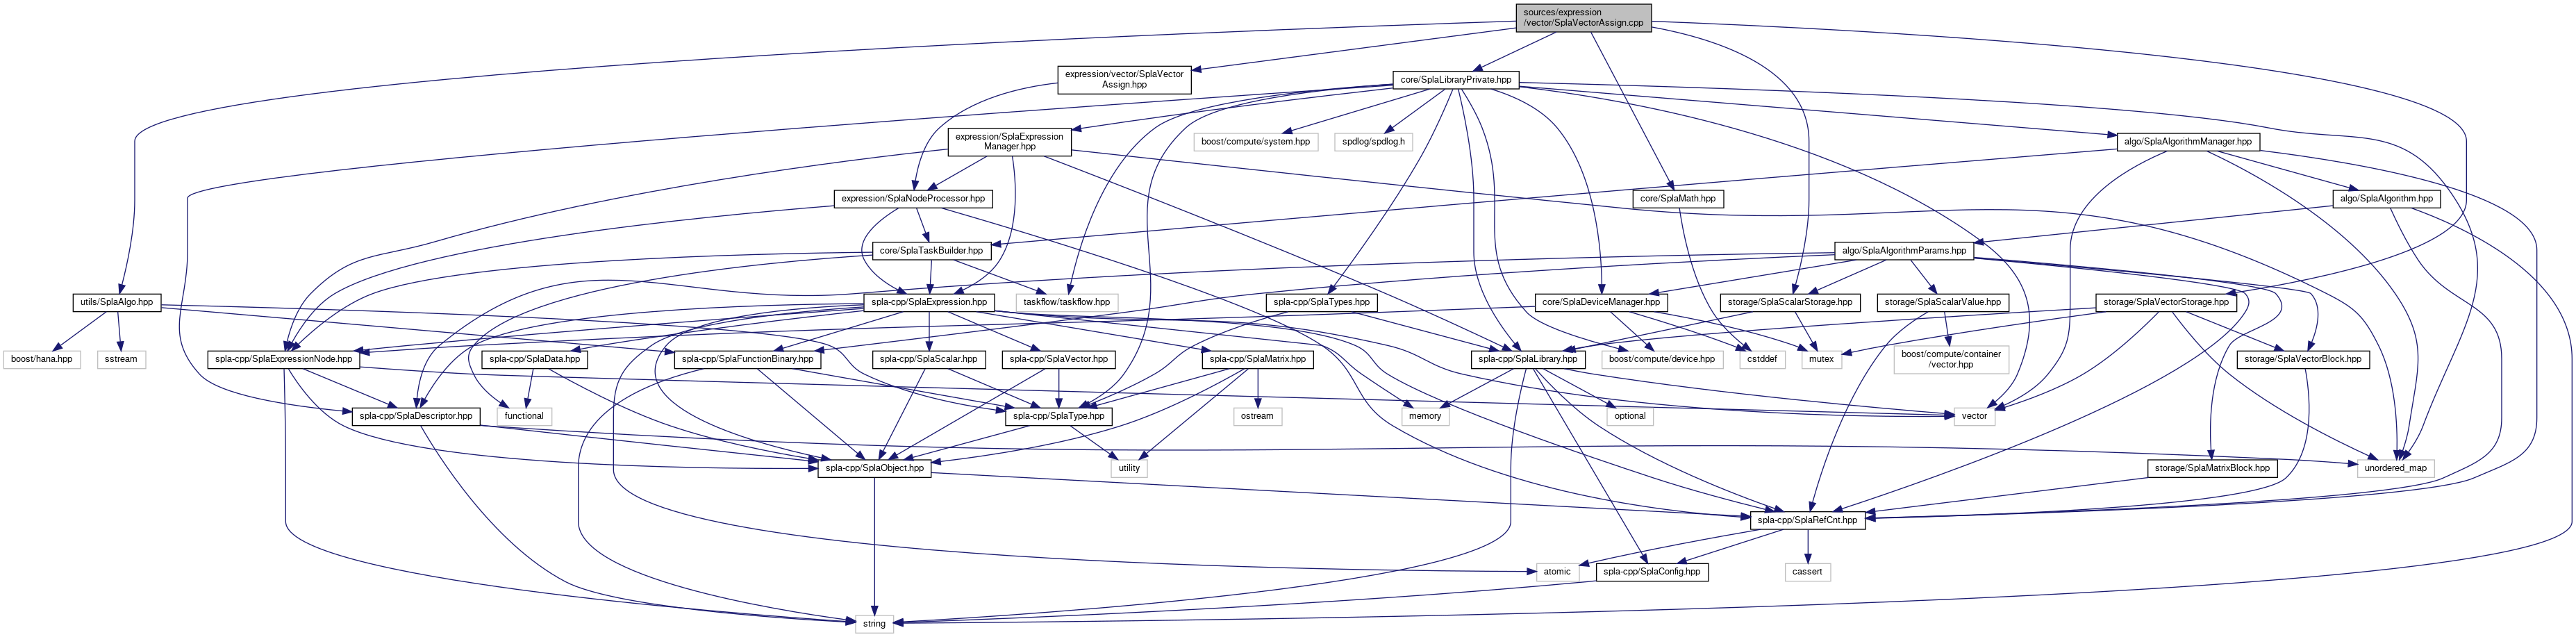 sources/expression
/vector/SplaVectorAssign.cpp
expression/vector/SplaVector
Assign.hpp
core/SplaLibraryPrivate.hpp
expression/SplaExpression
Manager.hpp
boost/compute/system.hpp
spdlog/spdlog.h
algo/SplaAlgorithmManager.hpp
expression/SplaNodeProcessor.hpp
core/SplaMath.hpp
algo/SplaAlgorithm.hpp
core/SplaTaskBuilder.hpp
algo/SplaAlgorithmParams.hpp
utils/SplaAlgo.hpp
spla-cpp/SplaExpression.hpp
taskflow/taskflow.hpp
spla-cpp/SplaTypes.hpp
core/SplaDeviceManager.hpp
storage/SplaScalarStorage.hpp
storage/SplaScalarValue.hpp
storage/SplaVectorStorage.hpp
boost/hana.hpp
sstream
spla-cpp/SplaExpressionNode.hpp
spla-cpp/SplaData.hpp
spla-cpp/SplaFunctionBinary.hpp
spla-cpp/SplaScalar.hpp
spla-cpp/SplaVector.hpp
spla-cpp/SplaMatrix.hpp
spla-cpp/SplaLibrary.hpp
boost/compute/device.hpp
cstddef
mutex
boost/compute/container
/vector.hpp
storage/SplaVectorBlock.hpp
spla-cpp/SplaDescriptor.hpp
functional
spla-cpp/SplaType.hpp
ostream
memory
optional
vector
spla-cpp/SplaObject.hpp
utility
storage/SplaMatrixBlock.hpp
unordered_map
spla-cpp/SplaRefCnt.hpp
atomic
spla-cpp/SplaConfig.hpp
cassert
string